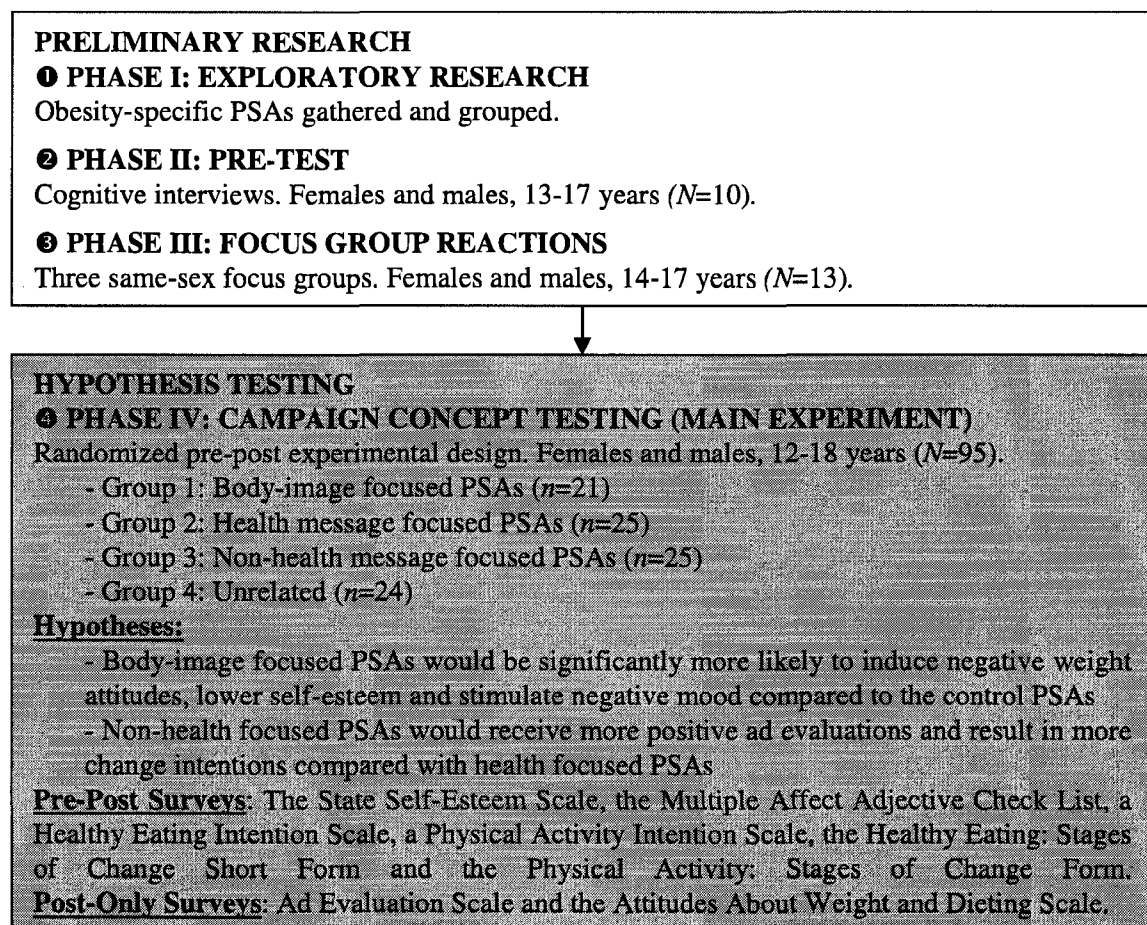 PRELIMINARY RESEARCH
❶ PHASE I: EXPLORATORY RESEARCH
Obesity-specific PSAs gathered and grouped.
❷ PHASE II: PRE-TEST
Cognitive interviews. Females and males, 13-17 years (N=10).
❸ PHASE III: FOCUS GROUP REACTIONS
Three same-sex focus groups. Females and males, 14-17 years (N=13).
HYPOTHESIS TESTING
❹ PHASE IV: CAMPAIGN CONCEPT TESTING (MAIN EXPERIMENT)
Randomized pre-post experimental design. Females and males, 12-18 years (N=95).
- Group 1: Body-image focused PSAs (n=21)
- Group 2: Health message focused PSAs (n=25)
- Group 3: Non-health message focused PSAs (n=25)
- Group 4: Unrelated (n=24)
Hypotheses:
- Body-image focused PSAs would be significantly more likely to induce negative weight
attitudes, lower self-esteem and stimulate negative mood compared to the control PSAs
- Non-health focused PSAs would receive more positive ad evaluations and result in more
change intentions compared with health focused PSAs
Pre-Post Surveys: The State Self-Esteem Scale, the Multiple Affect Adjective Check List, a
Healthy Eating Intention Scale, a Physical Activity Intention Scale, the Healthy Eating: Stages
of Change Short Form and the Physical Activity: Stages of Change Form.
Post-Only Surveys: Ad Evaluation Scale and the Attitudes About Weight and Dieting Scale.